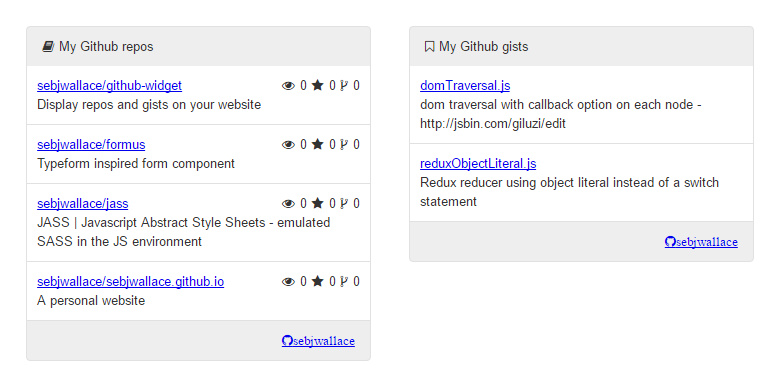 My Github repos
sebjwallace/github-widget 0 0 0
Display repos and gists on your website
sebjwallace/formus 0 0 0
Typeform inspired form component
sebjwallace/jass 0 0 0
JASS | Javascript Abstract Style Sheets - emulated
SASS in the JS environment
sebjwallace/sebjwallace.github.io 0 0 0
A personal website
sebjwallace
My Github gists
domTraversal.js
dom traversal with callback option on each node -
http://jsbin.com/giluzi/edit
reduxObjectLiteral.js
Redux reducer using object literal instead of a switch
statement
sebjwallace